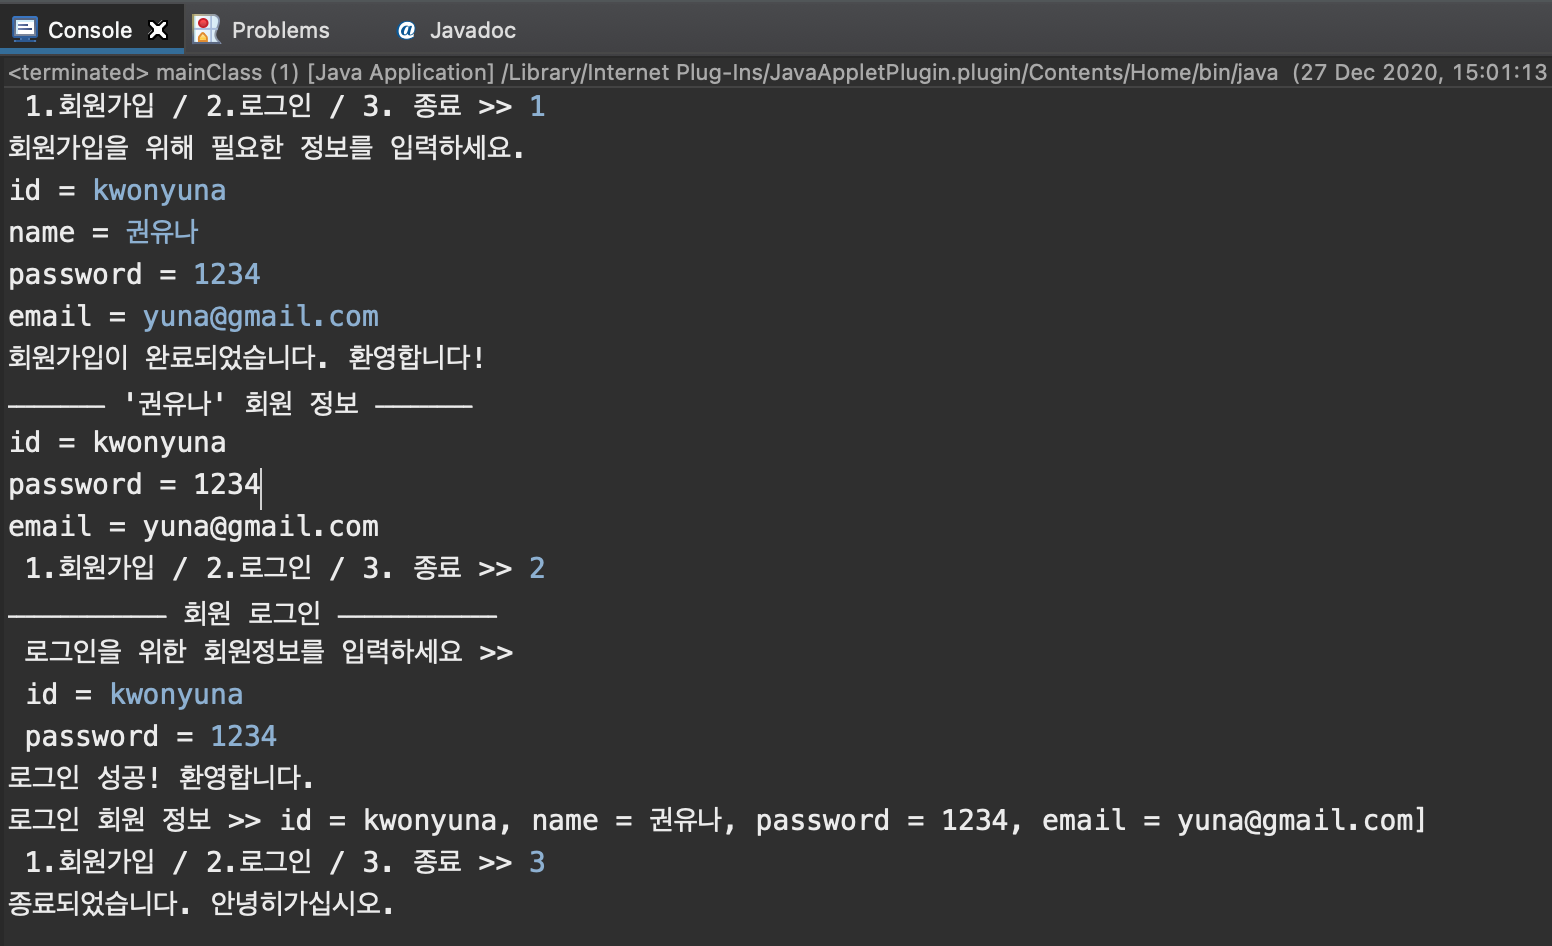 Console Problems @ Javadoc
<terminated> mainClass (1) [Java Application] /Library/Internet Plug-Ins/JavaAppletPlugin.plugin/Contents/Home/bin/java (27 Dec 2020, 15:01:13
1.회원가입 / 2.로그인 / 3. 종료 >> 1
회원가입을 위해 필요한 정보를 입력하세요.
id = kwonyuna
name = 권유나
password = 1234
email = yuna@gmail.com
회원가입이 완료되었습니다. 환영합니다!
—————— '권유나' 회원 정보 ——————
id = kwonyuna
password = 1234
email = yuna@gmail.com
1.회원가입 / 2.로그인 / 3. 종료 >> 2
—————————— 회원 로그인 ——————————
로그인을 위한 회원정보를 입력하세요 >>
id = kwonyuna
password = 1234
로그인 성공! 환영합니다.
로그인 회원 정보 >> id = kwonyuna, name = 권유나, password = 1234, email = yuna@gmail.com]
1.회원가입 / 2.로그인 / 3. 종료 >> 3
종료되었습니다. 안녕히가십시오.